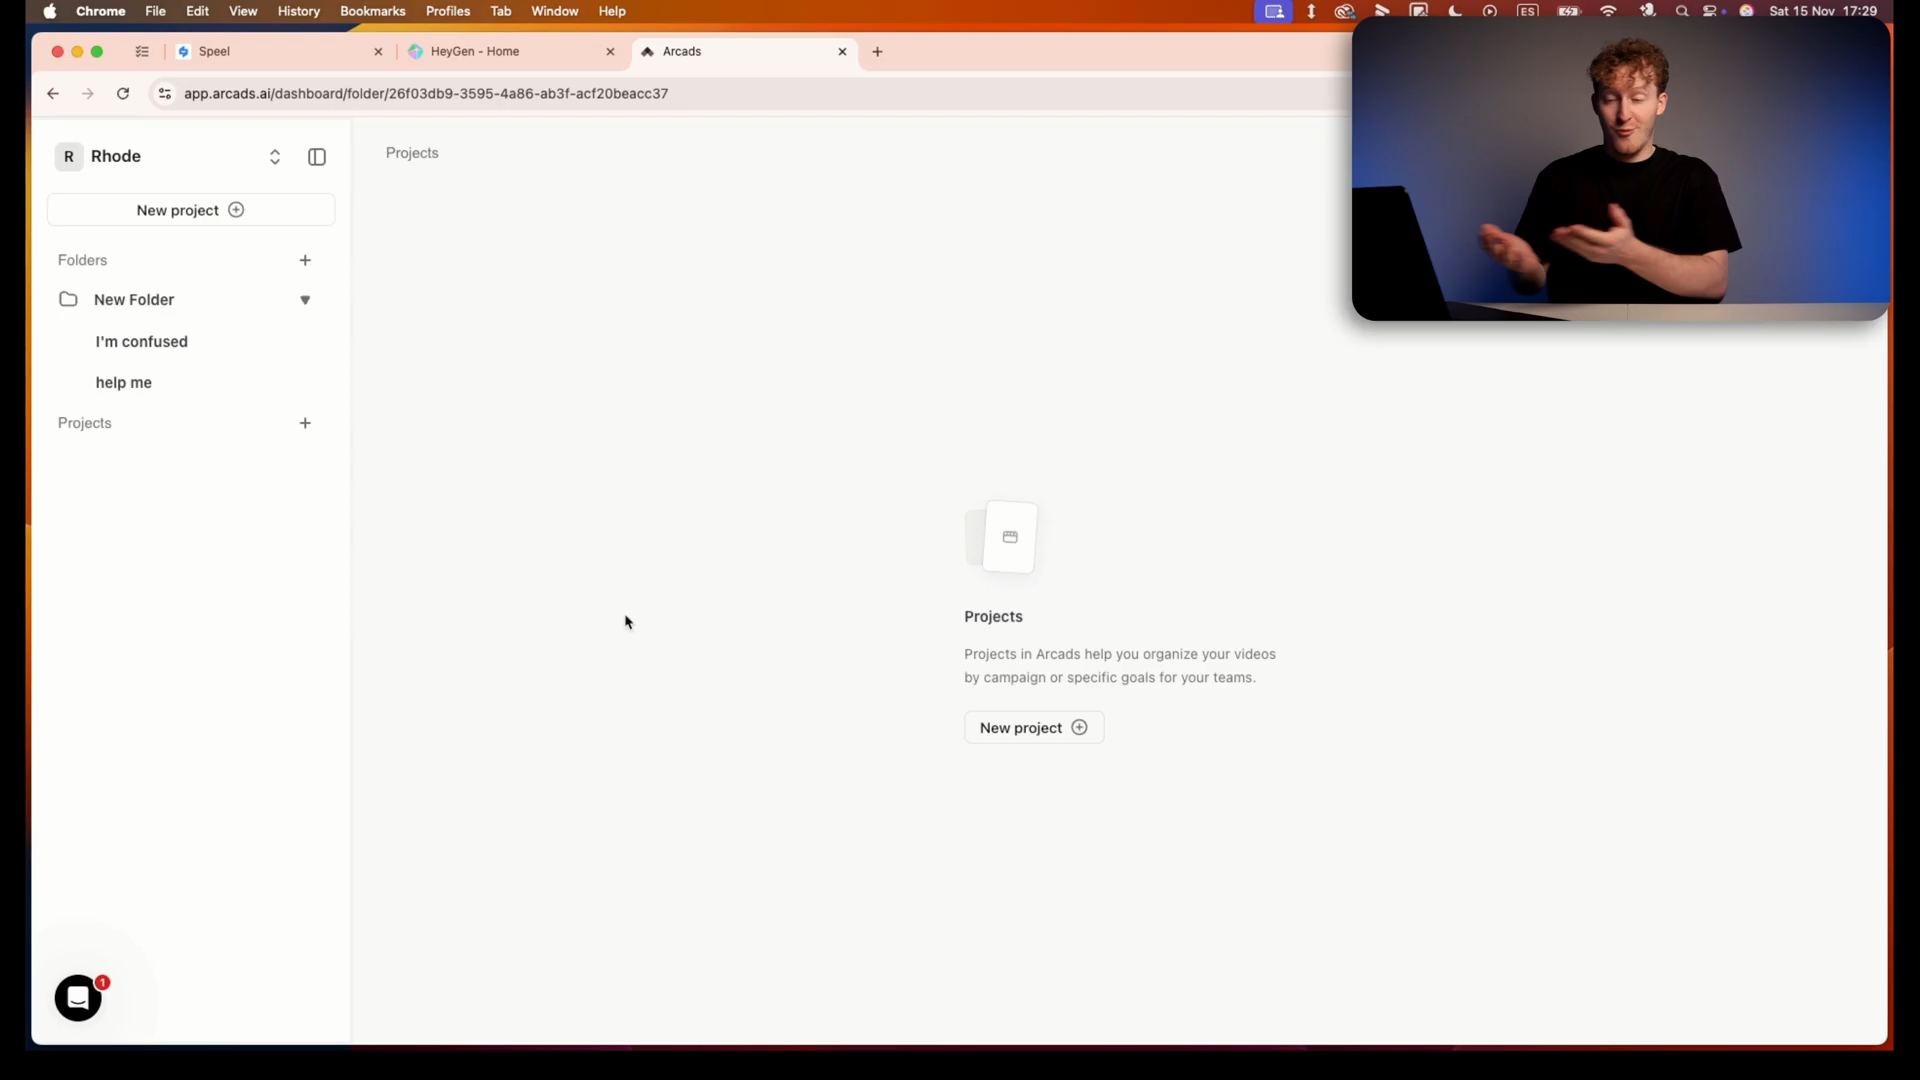 Chrome File Edit View History Bookmarks Profiles Tab Window Help ES Sat 15 Nov 17:29
Speel HeyGen - Home Arcads
app.arcads.ai/dashboard/folder/26f03db9-3595-4a86-ab3f-acf20beacc37
R Rhode
Projects
New project
Folders
New Folder
I'm confused
help me
Projects
Projects
Projects in Arcads help you organize your videos
by campaign or specific goals for your teams.
New project
1